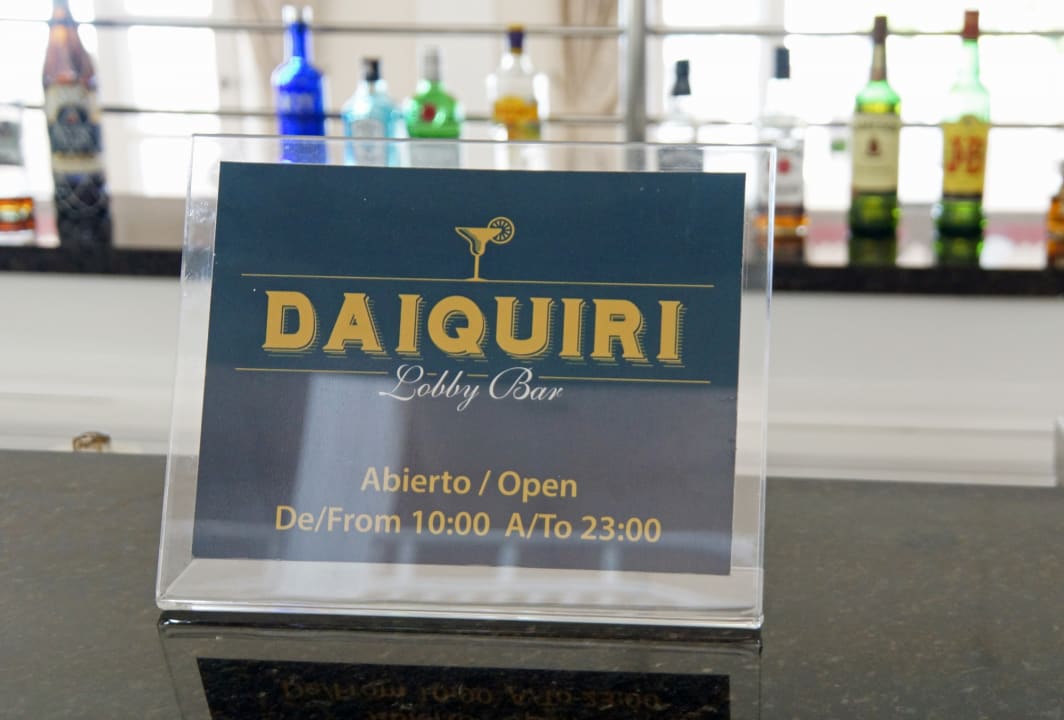 DAIQUIRI
Lobby Bar
Abierto / Open
De/From 10:00 A/To 23:00
J&B